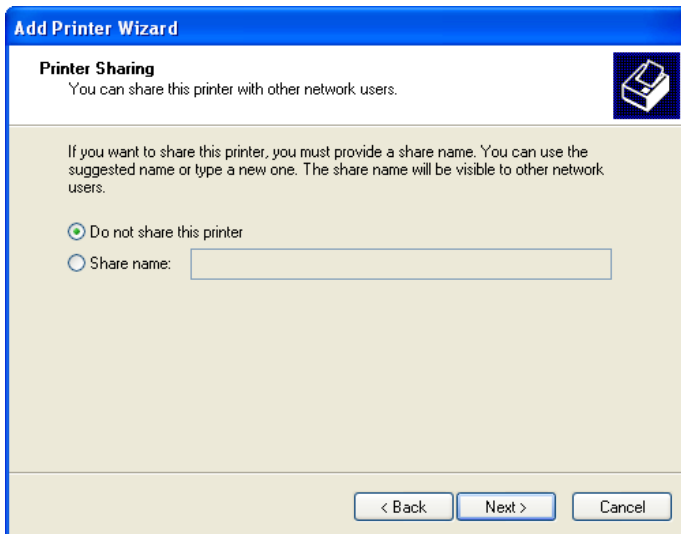 Add Printer Wizard
Printer Sharing
You can share this printer with other network users.
If you want to share this printer, you must provide a share name. You can use the
suggested name or type a new one. The share name will be visible to other network
users.
Do not share this printer
Share name:
< Back
Next >
Cancel